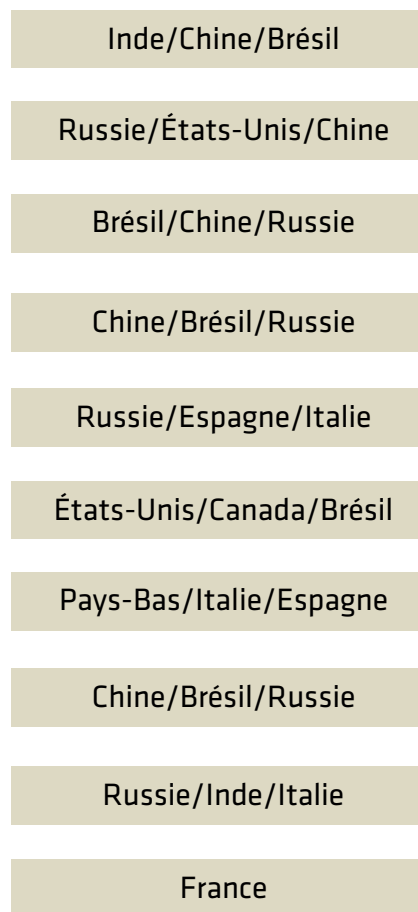 Inde/Chine/Brésil
Russie/États-Unis/Chine
Brésil/Chine/Russie
Chine/Brésil/Russie
Russie/Espagne/Italie
États-Unis/Canada/Brésil
Pays-Bas/Italie/Espagne
Chine/Brésil/Russie
Russie/Inde/Italie
France